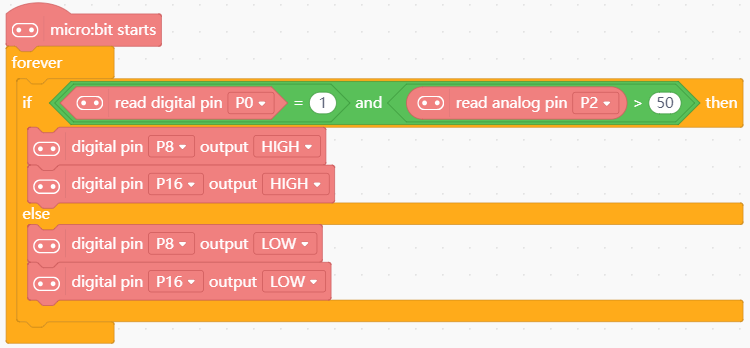 micro:bit starts
forever
if read digital pin P0 = 1 and read analog pin P2 > 50 then
digital pin P8 output HIGH
digital pin P16 output HIGH
else
digital pin P8 output LOW
digital pin P16 output LOW